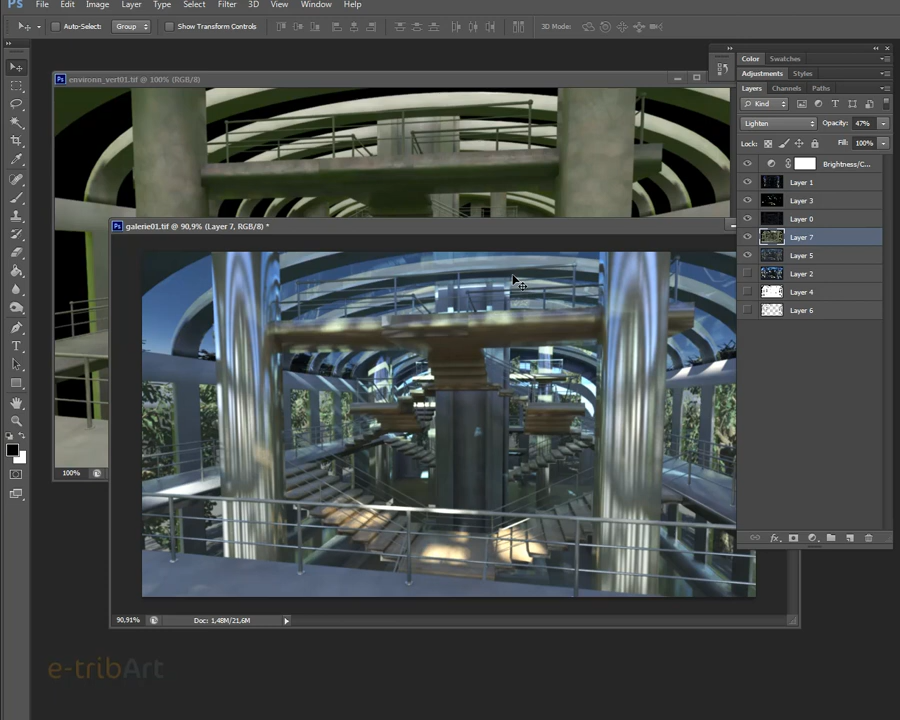 Ps File Edit Image Layer Type Select Filter 3D View Window Help
Auto-Select: Group Show Transform Controls 3D Mode:
environn_vert01.tif @ 100% (RGB/8)
Color Swatches
Adjustments Styles
Layers Channels Paths
Kind
Lighten Opacity: 47%
Lock: Fill: 100%
Brightness/C...
Layer 1
Layer 3
Layer 0
galerie01.tif @ 90,9% (Layer 7, RGB/8) *
Layer 7
Layer 5
Layer 2
Layer 4
Layer 6
100%
fx
90,91% Doc: 1,48M/21,6M
e-tribArt